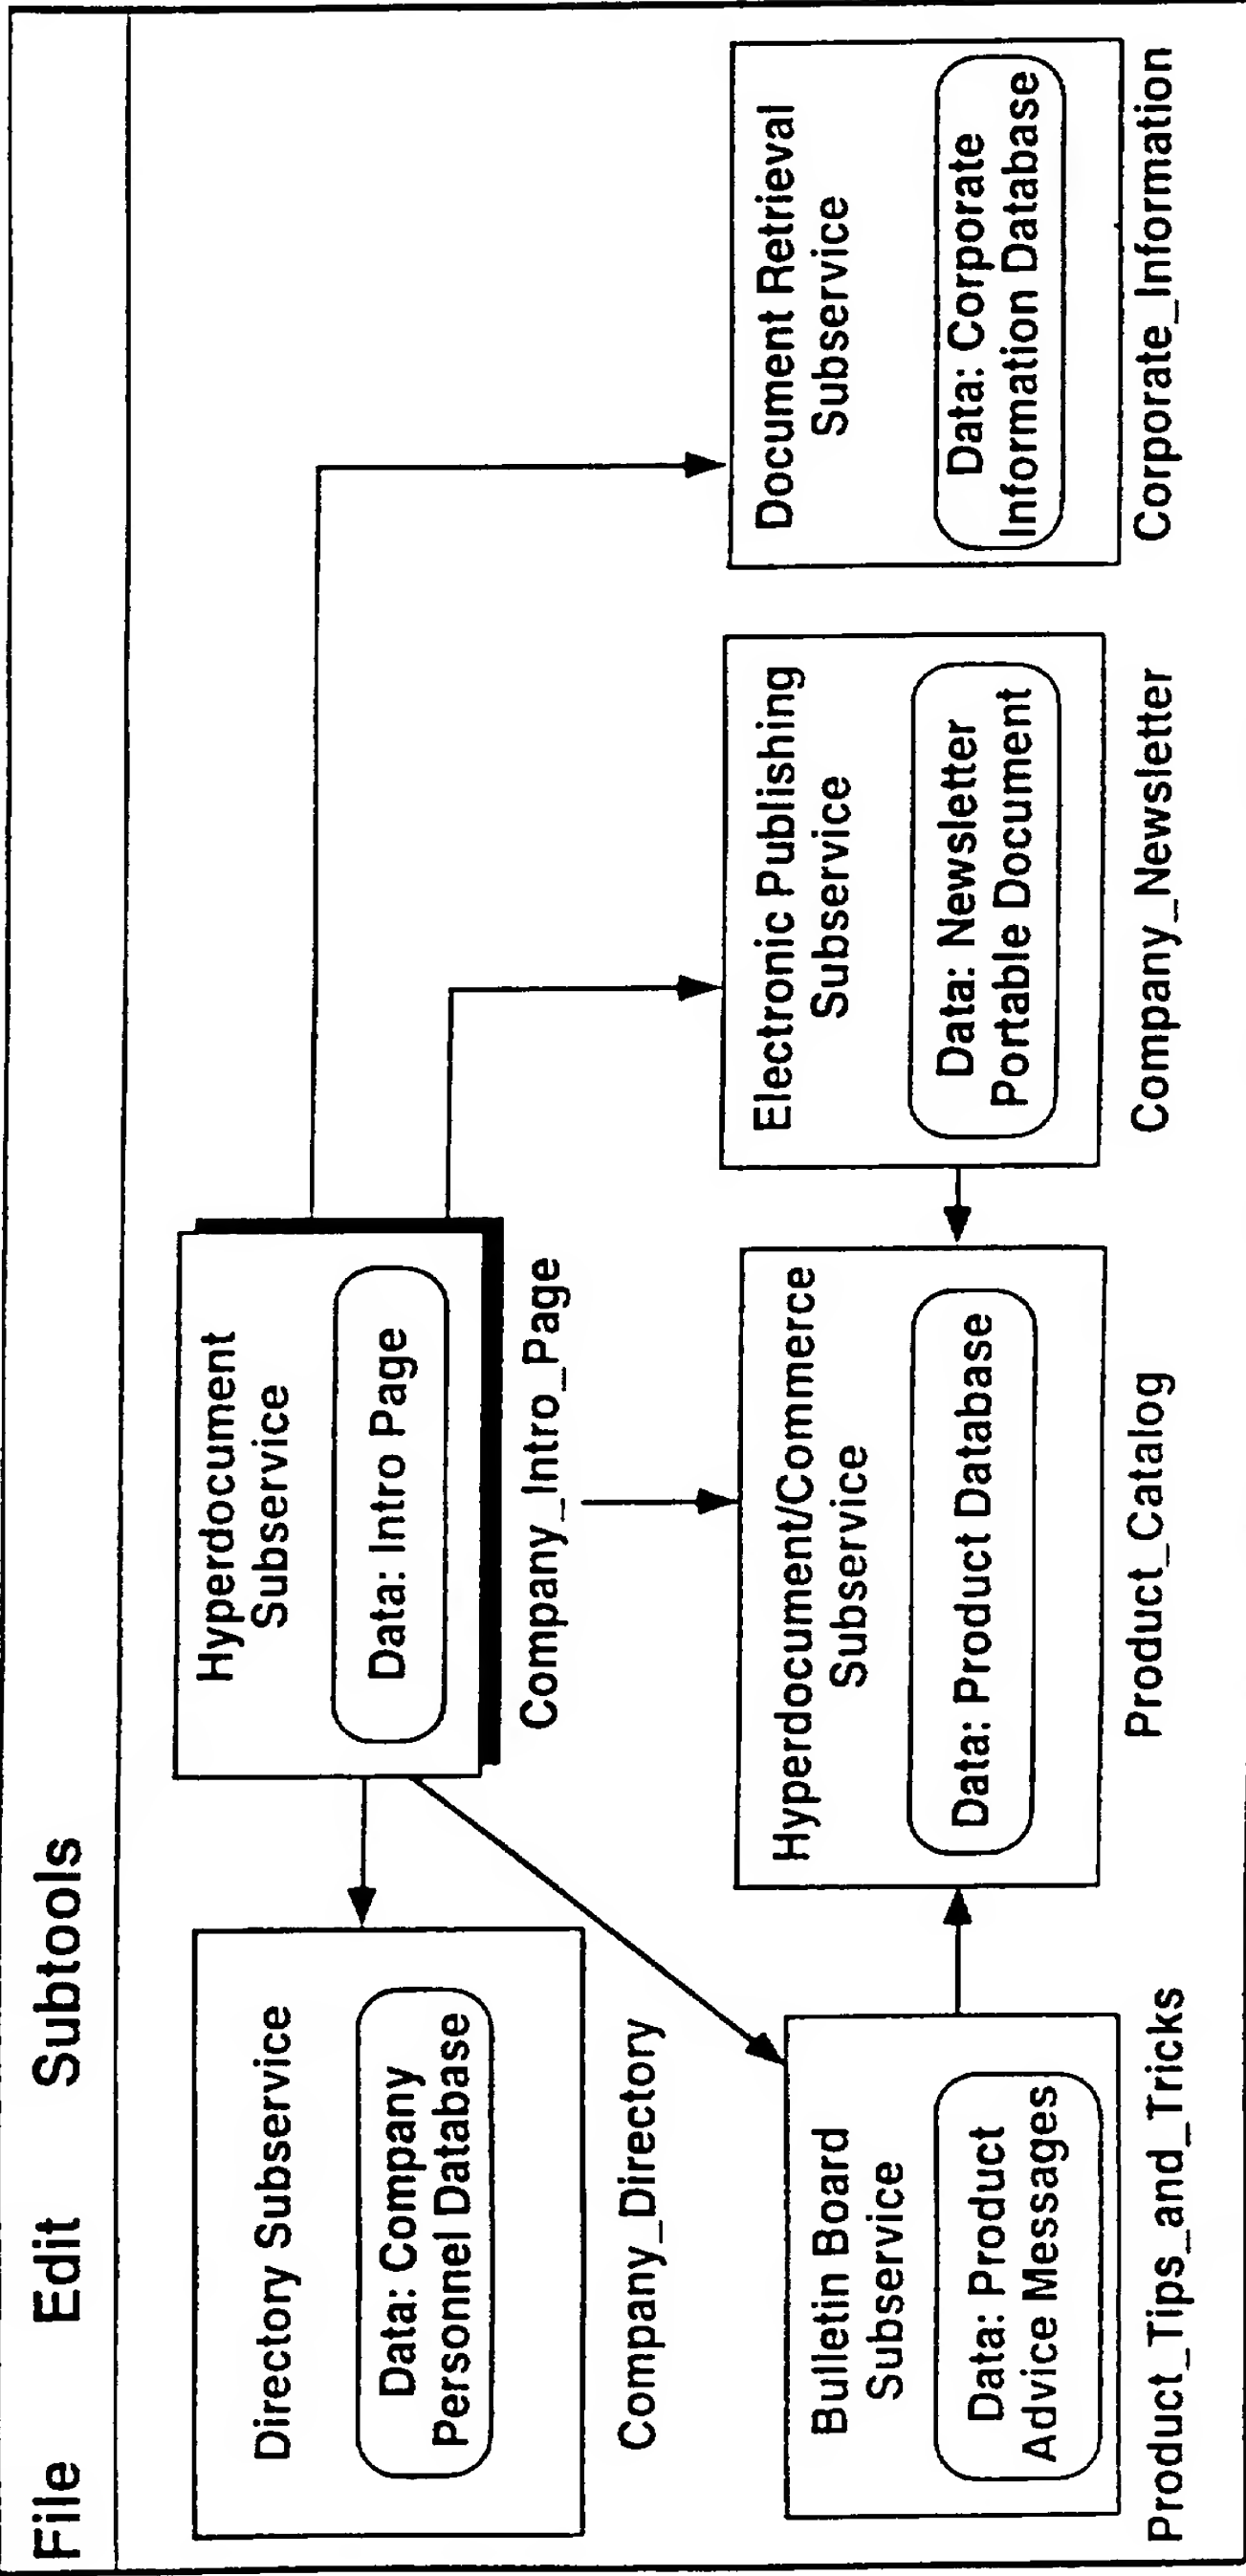 File Edit Subtools
Directory Subservice
Data: Company
Personnel Database
Company_Directory
Hyperdocument
Subservice
Data: Intro Page
Company_Intro_Page
Bulletin Board
Subservice
Data: Product
Advice Messages
Product_Tips_and_Tricks
Hyperdocument/Commerce
Subservice
Data: Product Database
Product_Catalog
Electronic Publishing
Subservice
Data: Newsletter
Portable Document
Company_Newsletter
Document Retrieval
Subservice
Data: Corporate
Information Database
Corporate_Information